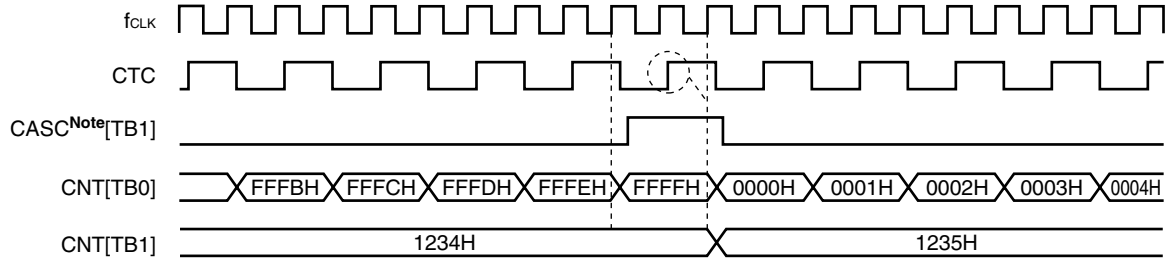 fCLK
CTC
CASCNote[TB1]
CNT[TB0] FFFBH FFFCH FFFDH FFFEH FFFFH 0000H 0001H 0002H 0003H 0004H
CNT[TB1] 1234H 1235H